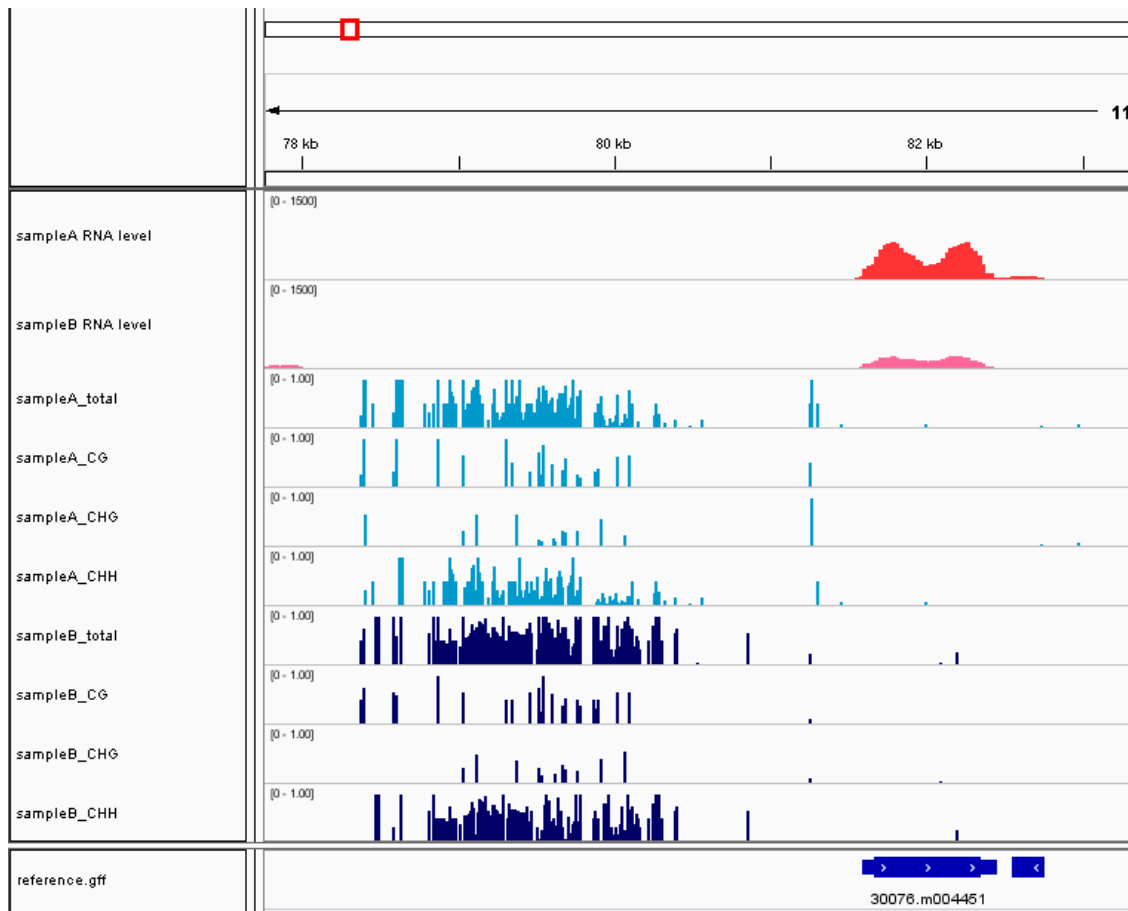 11
78 kb 80 kb 82 kb
[0 - 1500]
sampleA RNA level
[0 - 1500]
sampleB RNA level
[0 - 1.00]
sampleA_total
[0 - 1.00]
sampleA_CG
[0 - 1.00]
sampleA_CHG
[0 - 1.00]
sampleA_CHH
[0 - 1.00]
sampleB_total
[0 - 1.00]
sampleB_CG
[0 - 1.00]
sampleB_CHG
[0 - 1.00]
sampleB_CHH
reference.gff
30076.m004451